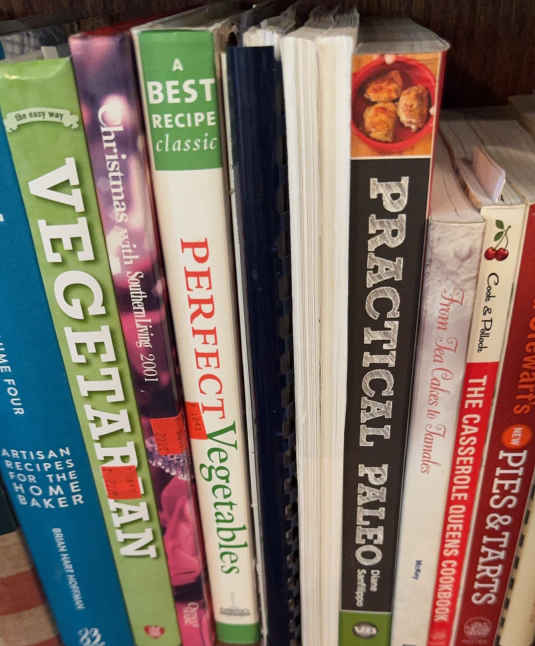 UME FOUR
ARTISAN
RECIPES
FOR THE
HOME
BAKER
BRIAN HART HOFFMAN
the easy way
VEGETARIAN
Christmas with Southern Living 2001
A
BEST
RECIPE
classic
PERFECT Vegetables
PRACTICAL PALEO
Diane
Sanfilippo
From Tea Cakes to Tamales
McKey
Cook & Pollock
THE CASSEROLE QUEENS COOKBOOK
Stewart's
NEW
PIES & TARTS